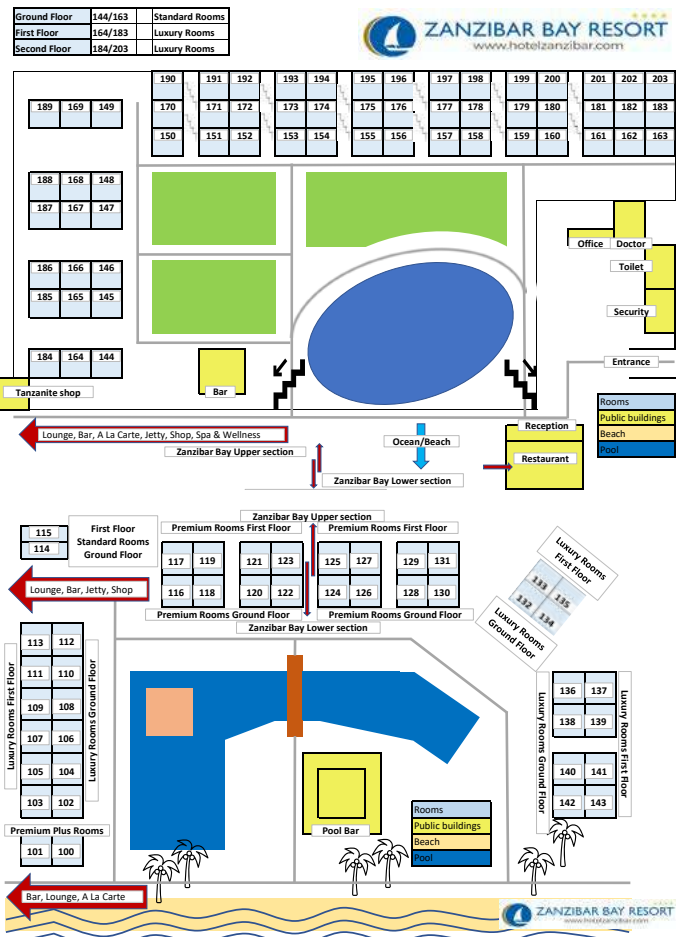 Ground Floor 144/163 Standard Rooms
First Floor 164/183 Luxury Rooms
Second Floor 184/203 Luxury Rooms
ZANZIBAR BAY RESORT
www.hotelzanzibar.com
190 191 192 193 194 195 196 197 198 199 200 201 202 203
189 169 149
170 171 172 173 174 175 176 177 178 179 180 181 182 183
150 151 152 153 154 155 156 157 158 159 160 161 162 163
188 168 148
187 167 147
Office Doctor
Toilet
186 166 146
185 165 145
Security
184 164 144
Entrance
Tanzanite shop
Bar
Rooms
Public buildings
Beach
Pool
Reception
Lounge, Bar, A La Carte, Jetty, Shop, Spa & Wellness
Ocean/Beach
Zanzibar Bay Upper section
Restaurant
Zanzibar Bay Lower section
Zanzibar Bay Upper section
115
114
First Floor
Standard Rooms
Ground Floor
Premium Rooms First Floor Premium Rooms First Floor
117 119 121 123 125 127 129 131
116 118 120 122 124 126 128 130
Premium Rooms Ground Floor Premium Rooms Ground Floor
Zanzibar Bay Lower section
Lounge, Bar, Jetty, Shop
Luxury Rooms
First Floor
133 135
132 134
Luxury Rooms
Ground Floor
Luxury Rooms First Floor
113 112
111 110
109 108
107 106
105 104
103 102
Luxury Rooms Ground Floor
Premium Plus Rooms
101 100
Luxury Rooms Ground Floor
136 137
138 139
140 141
142 143
Luxury Rooms First Floor
Pool Bar
Rooms
Public buildings
Beach
Pool
Bar, Lounge, A La Carte
ZANZIBAR BAY RESORT
www.hotelzanzibar.com